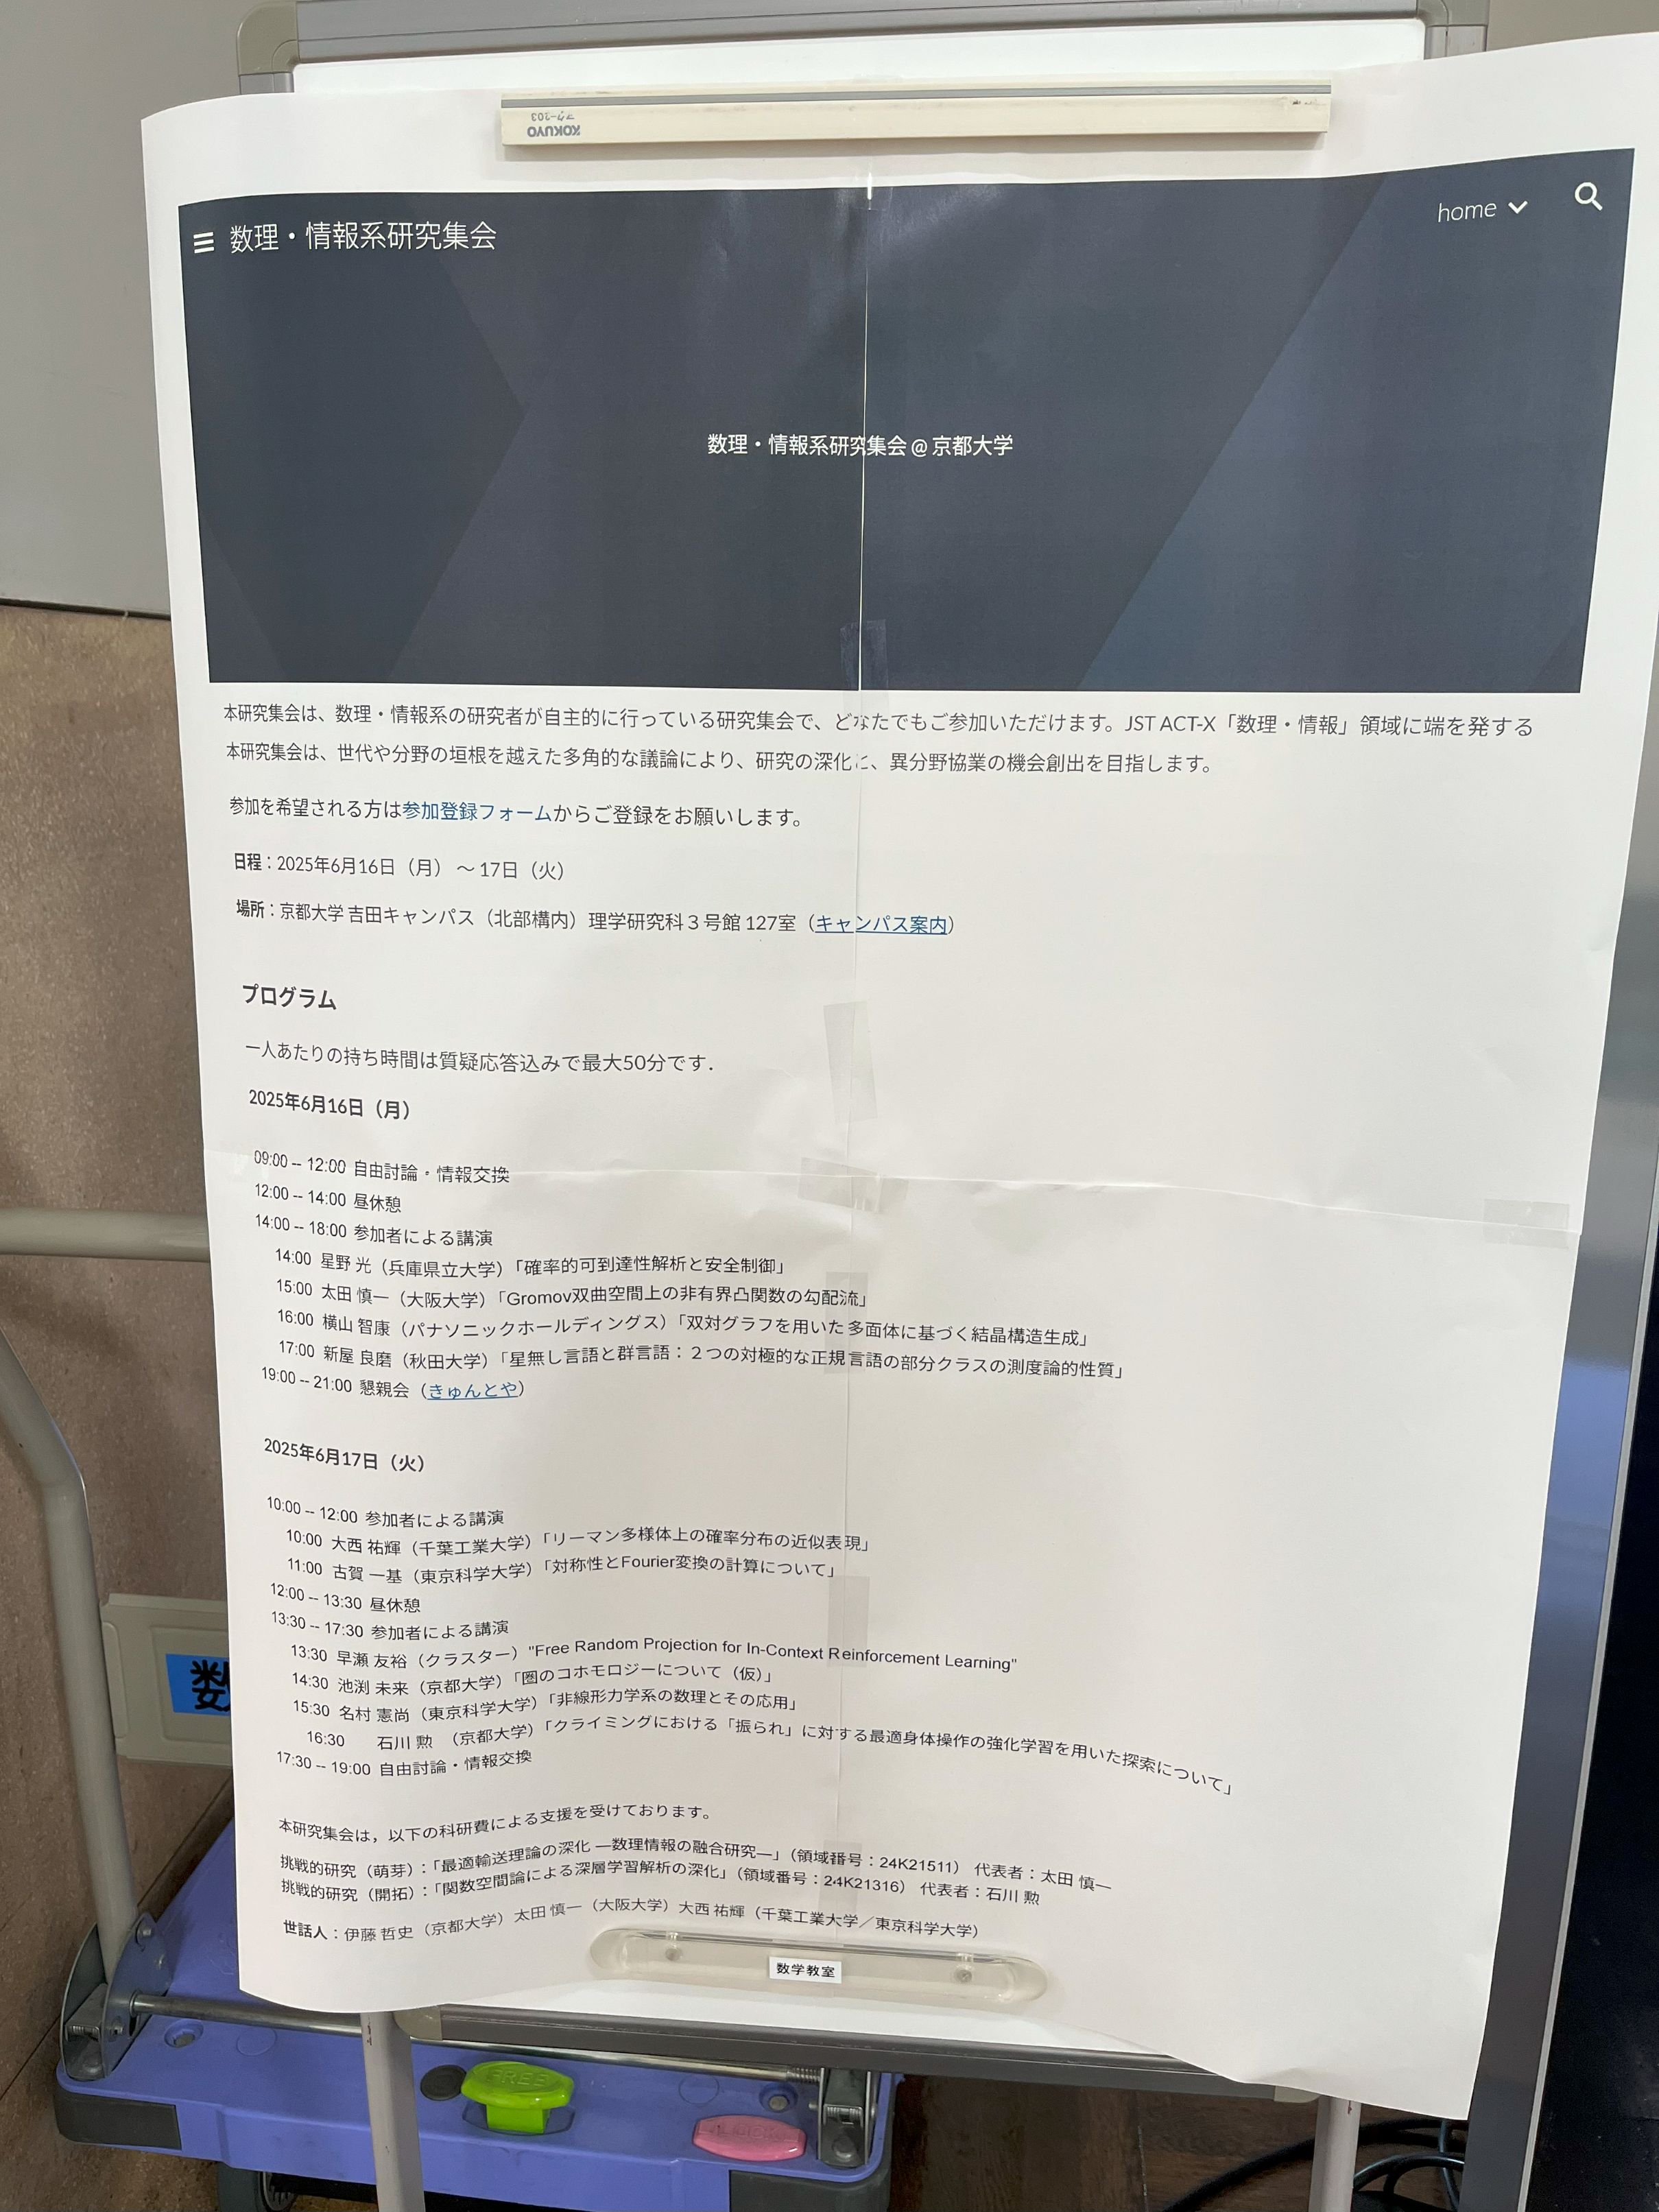 KOKUYO
マク-303
数理・情報系研究集会
home
数理・情報系研究集会 @ 京都大学
本研究集会は、数理・情報系の研究者が自主的に行っている研究集会で、どなたでもご参加いただけます。JST ACT-X「数理・情報」領域に端を発する
本研究集会は、世代や分野の垣根を越えた多角的な議論により、研究の深化と、異分野協業の機会創出を目指します。
参加を希望される方は参加登録フォームからご登録をお願いします。
日程：2025年6月16日（月）～ 17日（火）
場所：京都大学 吉田キャンパス（北部構内）理学研究科３号館 127室（キャンパス案内）
プログラム
一人あたりの持ち時間は質疑応答込みで最大50分です.
2025年6月16日（月）
09:00 -- 12:00 自由討論・情報交換
12:00 -- 14:00 昼休憩
14:00 -- 18:00 参加者による講演
14:00 星野 光（兵庫県立大学）「確率的可到達性解析と安全制御」
15:00 太田 慎一（大阪大学）「Gromov双曲空間上の非有界凸関数の勾配流」
16:00 横山 智康（パナソニックホールディングス）「双対グラフを用いた多面体に基づく結晶構造生成」
17:00 新屋 良磨（秋田大学）「星無し言語と群言語：２つの対極的な正規言語の部分クラスの測度論的性質」
19:00 -- 21:00 懇親会（きゅんとや）
2025年6月17日（火）
10:00 -- 12:00 参加者による講演
10:00 大西 祐輝（千葉工業大学）「リーマン多様体上の確率分布の近似表現」
11:00 古賀 一基（東京科学大学）「対称性とFourier変換の計算について」
12:00 -- 13:30 昼休憩
13:30 -- 17:30 参加者による講演
13:30 早瀬 友裕（クラスター）"Free Random Projection for In-Context Reinforcement Learning"
14:30 池渕 未来（京都大学）「圏のコホモロジーについて（仮）」
15:30 名村 憲尚（東京科学大学）「非線形力学系の数理とその応用」
16:30 石川 勲 （京都大学）「クライミングにおける「振られ」に対する最適身体操作の強化学習を用いた探索について」
17:30 -- 19:00 自由討論・情報交換
本研究集会は，以下の科研費による支援を受けております。
挑戦的研究（萌芽）：「最適輸送理論の深化 ―数理情報の融合研究―」（領域番号：24K21511） 代表者：太田 慎一
挑戦的研究（開拓）：「関数空間論による深層学習解析の深化」（領域番号：24K21316） 代表者：石川 勲
世話人：伊藤 哲史（京都大学）太田 慎一（大阪大学）大西 祐輝（千葉工業大学／東京科学大学）
数学教室
数
FREE